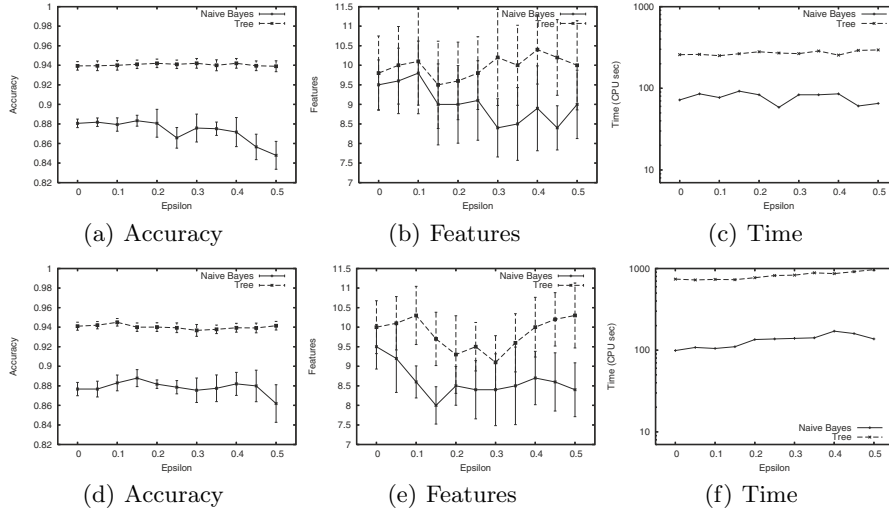 Accuracy
1
0.98
0.96
0.94
0.92
0.9
0.88
0.86
0.84
0.82
Naive Bayes
Tree
0 0.1 0.2 0.3 0.4 0.5
Epsilon
(a) Accuracy
Features
11.5
11
10.5
10
9.5
9
8.5
8
7.5
7
Naive Bayes
Tree
0 0.1 0.2 0.3 0.4 0.5
Epsilon
(b) Features
Time (CPU sec)
1000
100
10
Naive Bayes
Tree
0 0.1 0.2 0.3 0.4 0.5
Epsilon
(c) Time
Accuracy
1
0.98
0.96
0.94
0.92
0.9
0.88
0.86
0.84
0.82
Naive Bayes
Tree
0 0.1 0.2 0.3 0.4 0.5
Epsilon
(d) Accuracy
Features
11.5
11
10.5
10
9.5
9
8.5
8
7.5
7
Naive Bayes
Tree
0 0.1 0.2 0.3 0.4 0.5
Epsilon
(e) Features
Time (CPU sec)
1000
100
10
Naive Bayes
Tree
0 0.1 0.2 0.3 0.4 0.5
Epsilon
(f) Time